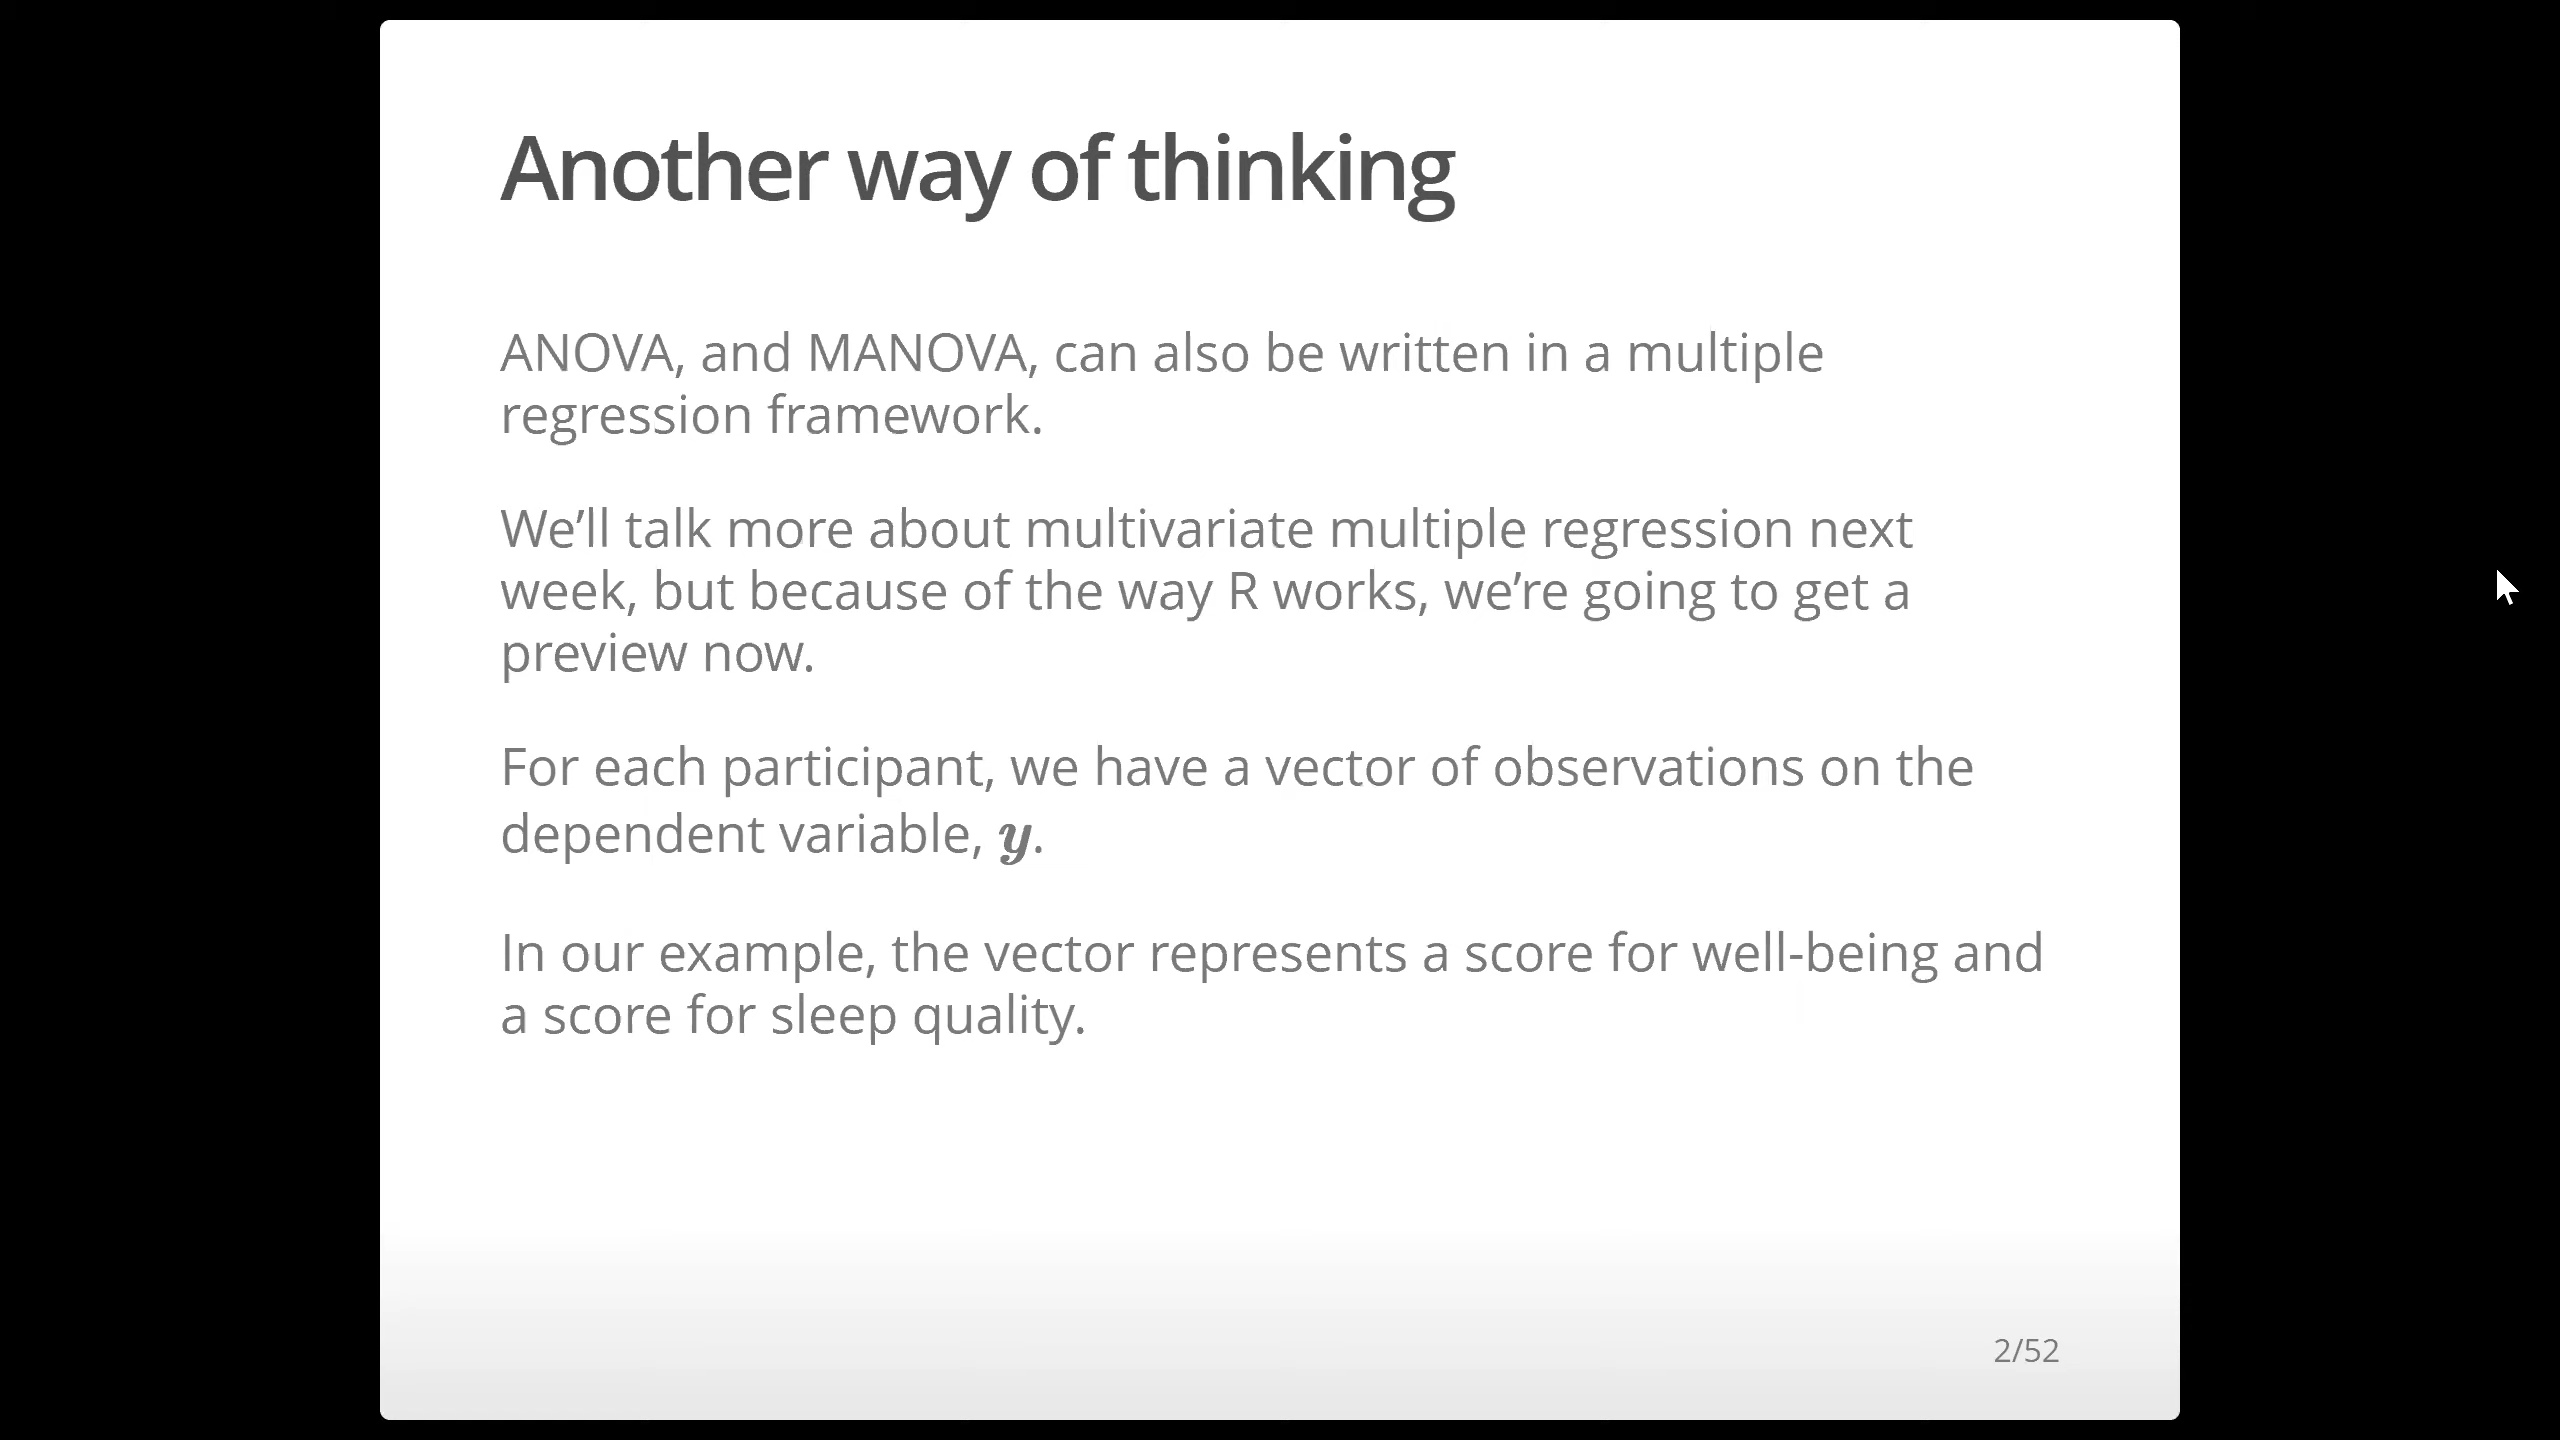 Another way of thinking
ANOVA, and MANOVA, can also be written in a multiple
regression framework.
We’ll talk more about multivariate multiple regression next
week, but because of the way R works, we’re going to get a
preview now.
For each participant, we have a vector of observations on the
dependent variable, y.
In our example, the vector represents a score for well-being and
a score for sleep quality.
2/52